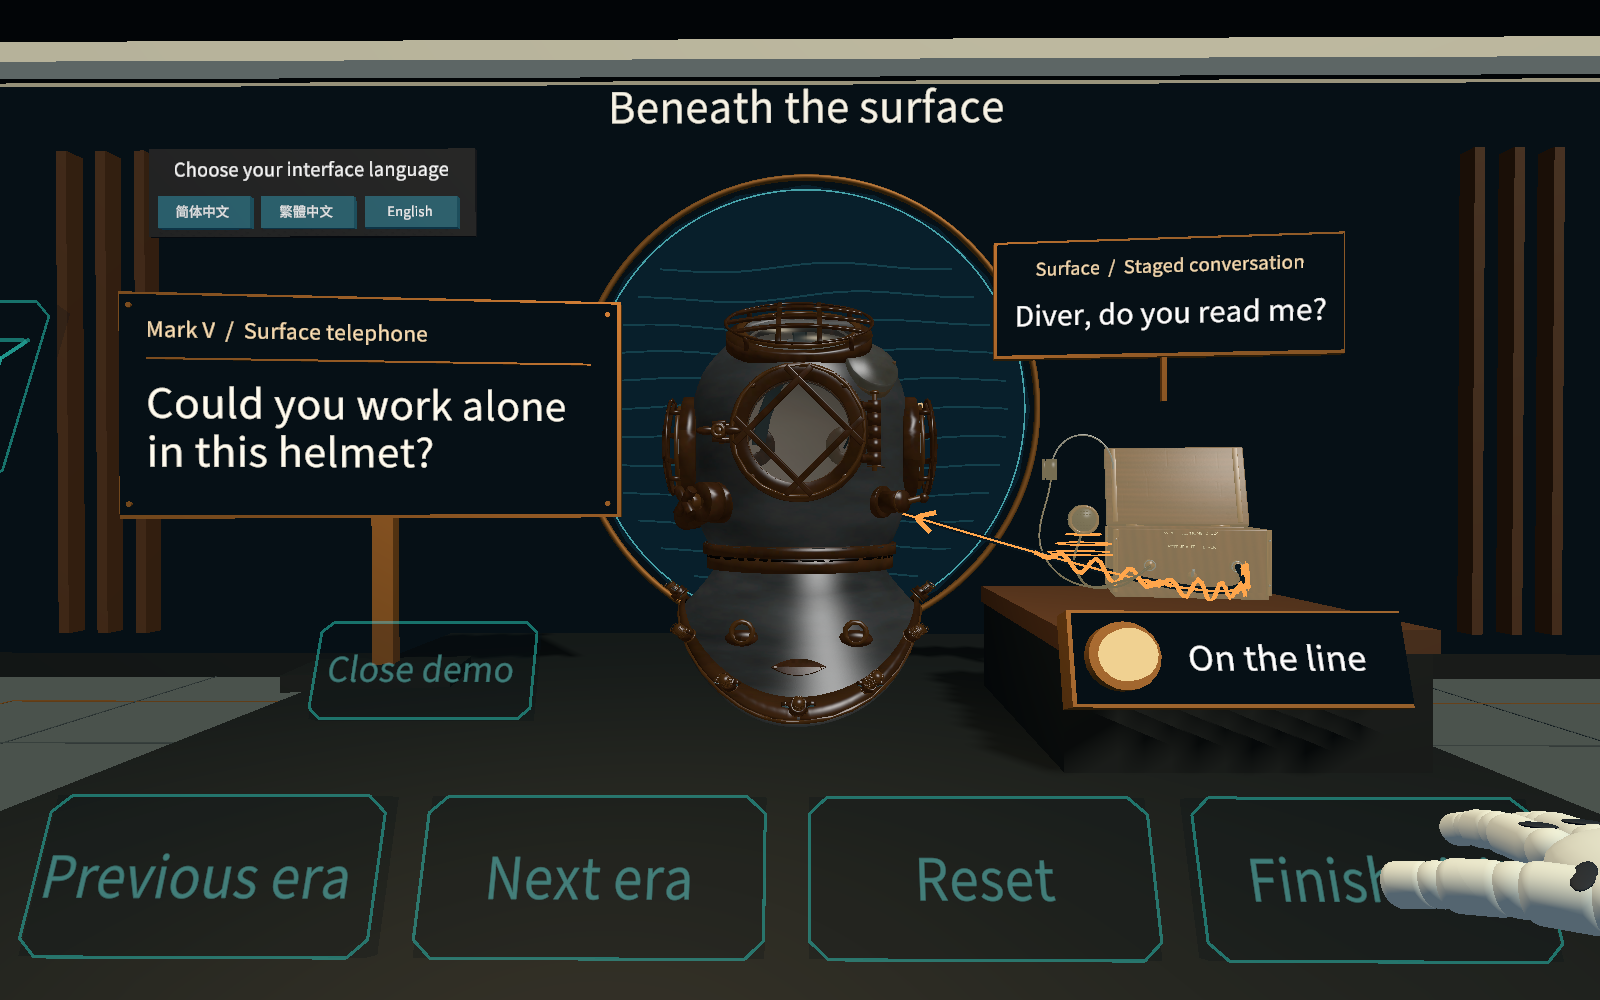 Beneath the surface
Choose your interface language
简体中文
繁體中文
English
Surface / Staged conversation
Diver, do you read me?
Mark V / Surface telephone
Could you work alone
in this helmet?
On the line
Close demo
Previous era
Next era
Reset